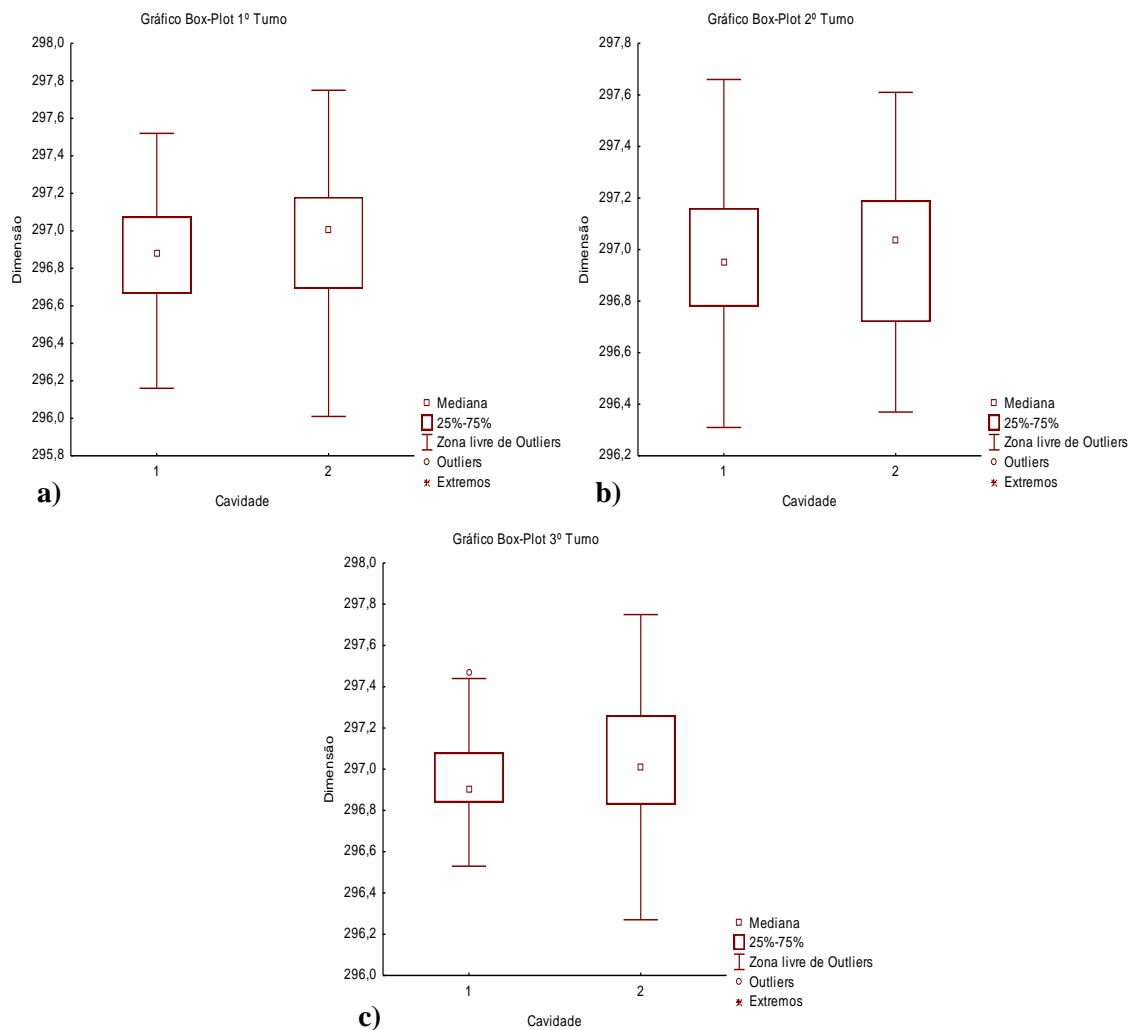 Gráfico Box-Plot 1º Turno
298,0
297,8
297,6
297,4
297,2
297,0
296,8
296,6
296,4
296,2
296,0
295,8
Dimensão
1
2
Cavidade
Mediana
25%-75%
Zona livre de Outliers
Outliers
Extremos
a)
Gráfico Box-Plot 2º Turno
297,8
297,6
297,4
297,2
297,0
296,8
296,6
296,4
296,2
Dimensão
1
2
Cavidade
Mediana
25%-75%
Zona livre de Outliers
Outliers
Extremos
b)
Gráfico Box-Plot 3º Turno
298,0
297,8
297,6
297,4
297,2
297,0
296,8
296,6
296,4
296,2
296,0
Dimensão
1
2
Cavidade
Mediana
25%-75%
Zona livre de Outliers
Outliers
Extremos
c)